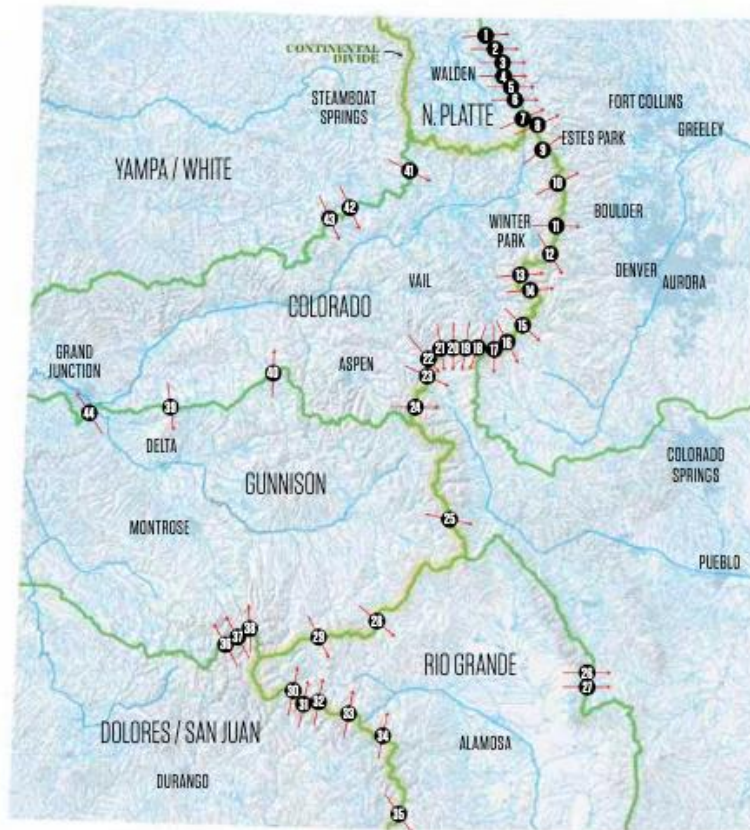 1
2
3
4
5
6
7
8
9
CONTINENTAL
DIVIDE
WALDEN
STEAMBOAT
SPRINGS
N. PLATTE
FORT COLLINS
GREELEY
ESTES PARK
YAMPA / WHITE
41
10
42
43
WINTER
PARK
11
BOULDER
12
VAIL
13
14
DENVER
AURORA
COLORADO
15
16
17
18
19
20
21
22
23
GRAND
JUNCTION
40
ASPEN
44
39
24
DELTA
COLORADO
SPRINGS
GUNNISON
MONTROSE
25
PUEBLO
28
29
38
37
36
RIO GRANDE
26
27
30
31
32
33
34
DOLORES / SAN JUAN
ALAMOSA
DURANGO
35